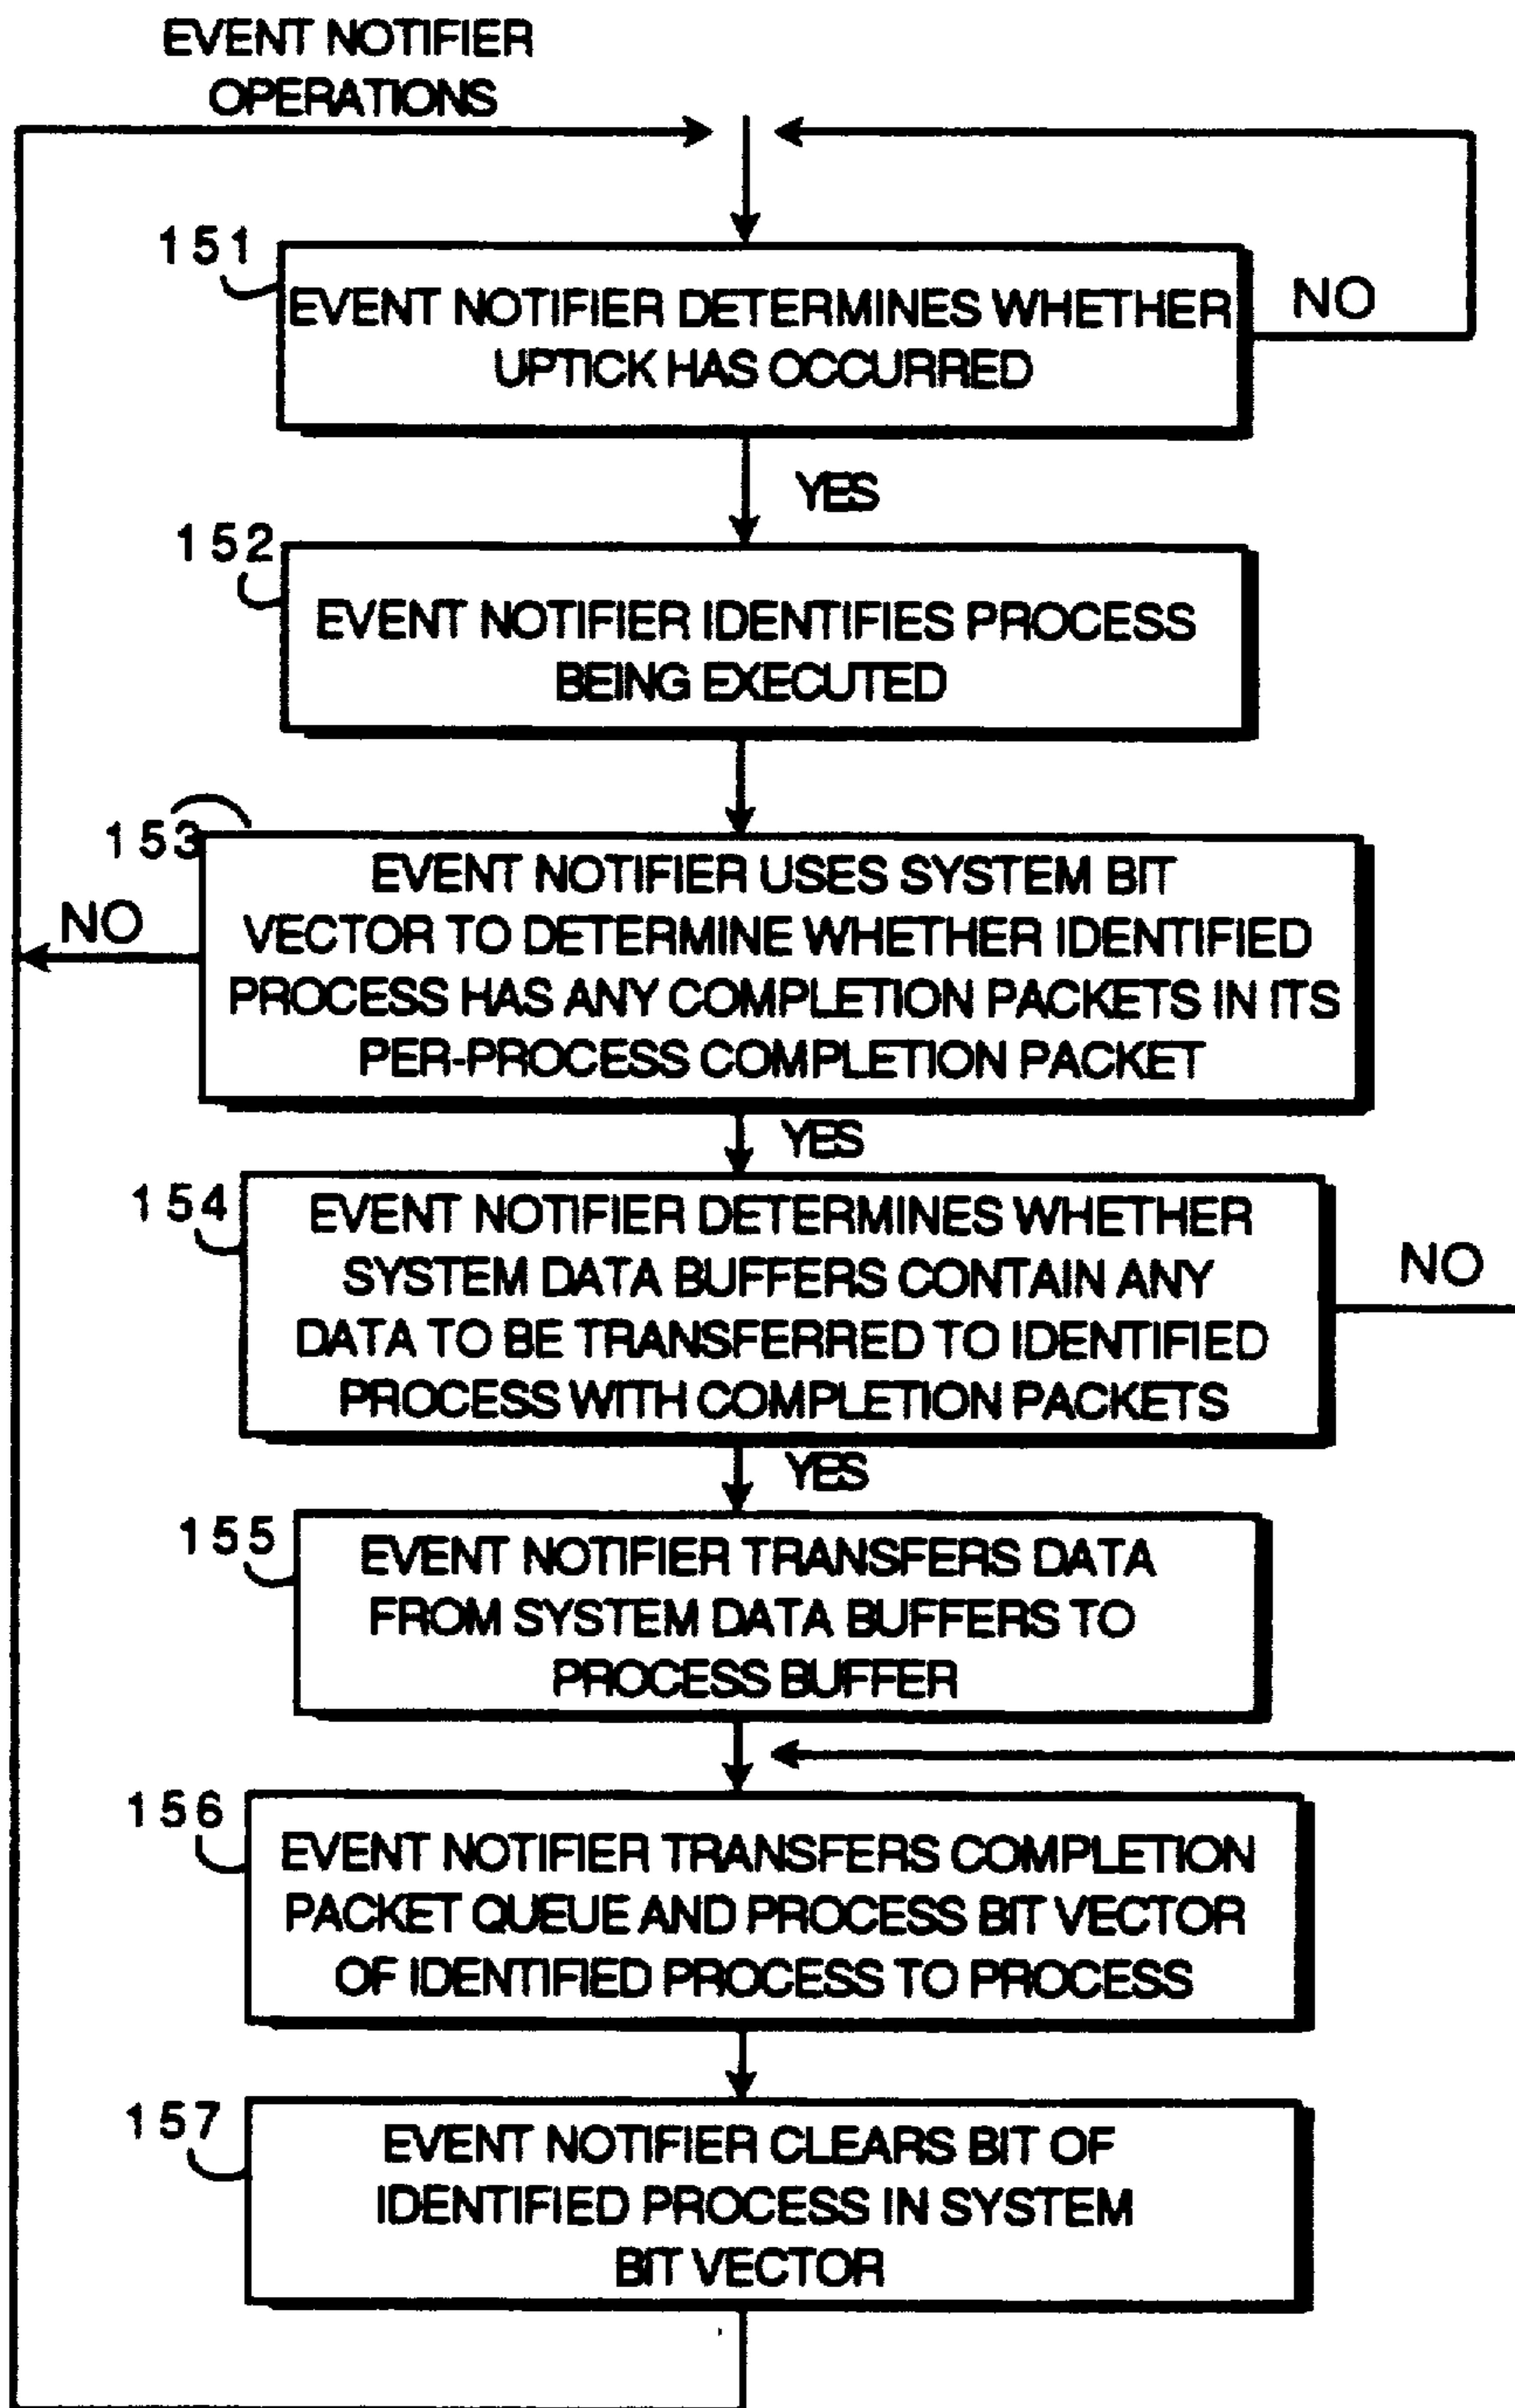 EVENT NOTIFIER
OPERATIONS
151
EVENT NOTIFIER DETERMINES WHETHER
UPTICK HAS OCCURRED
NO
YES
152
EVENT NOTIFIER IDENTIFIES PROCESS
BEING EXECUTED
153
EVENT NOTIFIER USES SYSTEM BIT
VECTOR TO DETERMINE WHETHER IDENTIFIED
PROCESS HAS ANY COMPLETION PACKETS IN ITS
PER-PROCESS COMPLETION PACKET
NO
YES
154
EVENT NOTIFIER DETERMINES WHETHER
SYSTEM DATA BUFFERS CONTAIN ANY
DATA TO BE TRANSFERRED TO IDENTIFIED
PROCESS WITH COMPLETION PACKETS
NO
YES
155
EVENT NOTIFIER TRANSFERS DATA
FROM SYSTEM DATA BUFFERS TO
PROCESS BUFFER
156
EVENT NOTIFIER TRANSFERS COMPLETION
PACKET QUEUE AND PROCESS BIT VECTOR
OF IDENTIFIED PROCESS TO PROCESS
157
EVENT NOTIFIER CLEARS BIT OF
IDENTIFIED PROCESS IN SYSTEM
BIT VECTOR